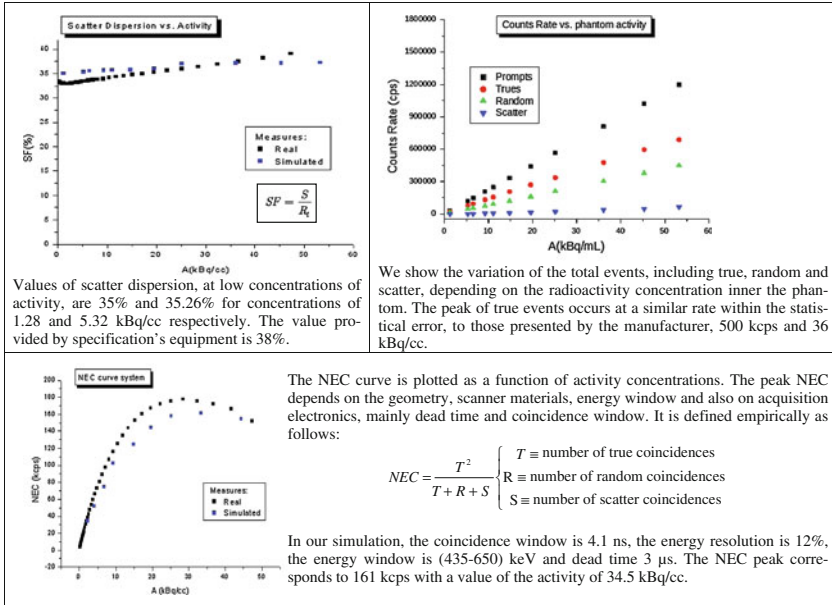 Scatter Dispersion vs. Activity
40
35
30
25
20
15
10
5
0
SF(%)
Measures:
Real
Simulated
SF = S / R_t
0 10 20 30 40 50 60
A(kBq/cc)
Values of scatter dispersion, at low concentrations of
activity, are 35% and 35.26% for concentrations of
1.28 and 5.32 kBq/cc respectively. The value pro-
vided by specification's equipment is 38%.
Counts Rate vs. phantom activity
1800000
1500000
1200000
900000
600000
300000
0
Counts Rate (cps)
Prompts
Trues
Random
Scatter
0 10 20 30 40 50 60
A(kBq/mL)
We show the variation of the total events, including true, random and
scatter, depending on the radioactivity concentration inner the phan-
tom. The peak of true events occurs at a similar rate within the statis-
tical error, to those presented by the manufacturer, 500 kcps and 36
kBq/cc.
NEC curve system
200
180
160
140
120
100
80
60
40
20
0
NEC (kcps)
Measures:
Real
Simulated
0 10 20 30 40 50
A (kBq/cc)
The NEC curve is plotted as a function of activity concentrations. The peak NEC
depends on the geometry, scanner materials, energy window and also on acquisition
electronics, mainly dead time and coincidence window. It is defined empirically as
follows:
NEC = T² / (T + R + S)
T ≡ number of true coincidences
R ≡ number of random coincidences
S ≡ number of scatter coincidences
In our simulation, the coincidence window is 4.1 ns, the energy resolution is 12%,
the energy window is (435-650) keV and dead time 3 µs. The NEC peak corre-
sponds to 161 kcps with a value of the activity of 34.5 kBq/cc.